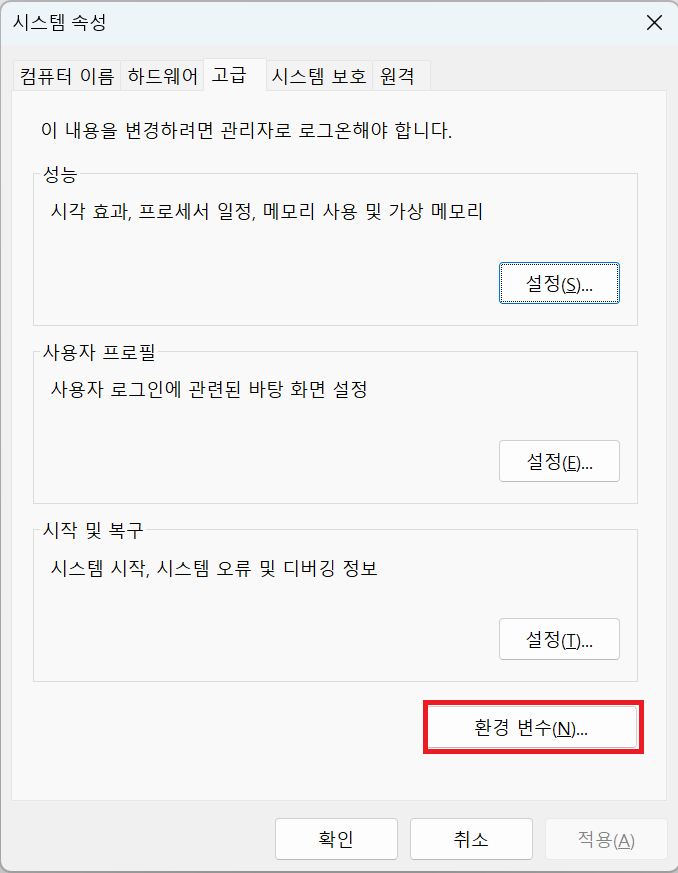 시스템 속성
컴퓨터 이름 하드웨어 고급 시스템 보호 원격
이 내용을 변경하려면 관리자로 로그온해야 합니다.
성능
시각 효과, 프로세서 일정, 메모리 사용 및 가상 메모리
설정(S)...
사용자 프로필
사용자 로그인에 관련된 바탕 화면 설정
설정(E)...
시작 및 복구
시스템 시작, 시스템 오류 및 디버깅 정보
설정(T)...
환경 변수(N)...
확인 취소 적용(A)